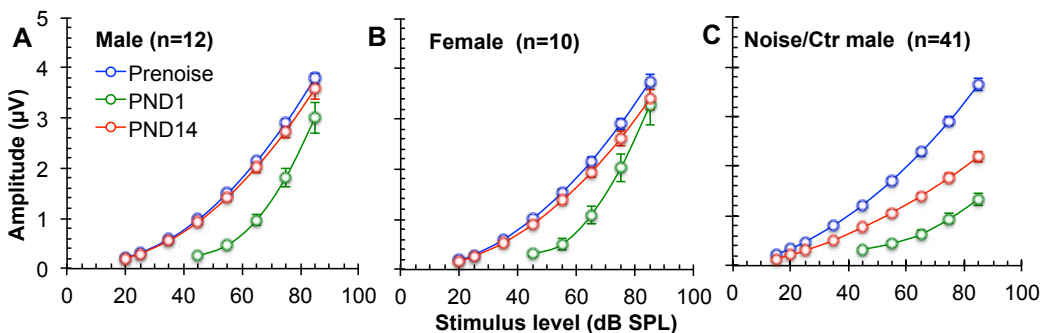 A Male (n=12)
B Female (n=10)
C Noise/Ctr male (n=41)
Prenoise
PND1
PND14
Amplitude (μV)
5
4
3
2
1
0
0 20 40 60 80 100
0 20 40 60 80 100
0 20 40 60 80 100
Stimulus level (dB SPL)